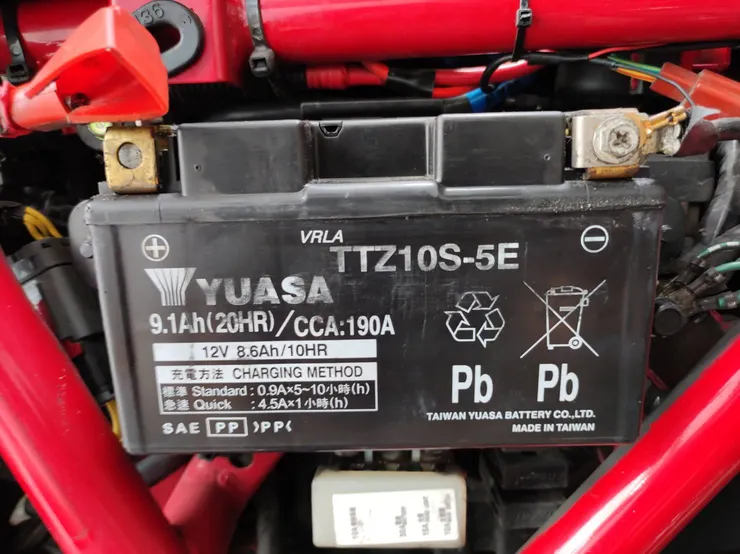 36
VRLA
TTZ10S-5E
YUASA
9.1Ah(20HR)/CCA:190A
12V 8.6Ah/10HR
充電方法 CHARGING METHOD
標準 Standard : 0.9A×5~10小時(h)
急速 Quick : 4.5A×1小時(h)
SAE PP >PP<
Pb Pb
TAIWAN YUASA BATTERY CO.,LTD.
MADE IN TAIWAN